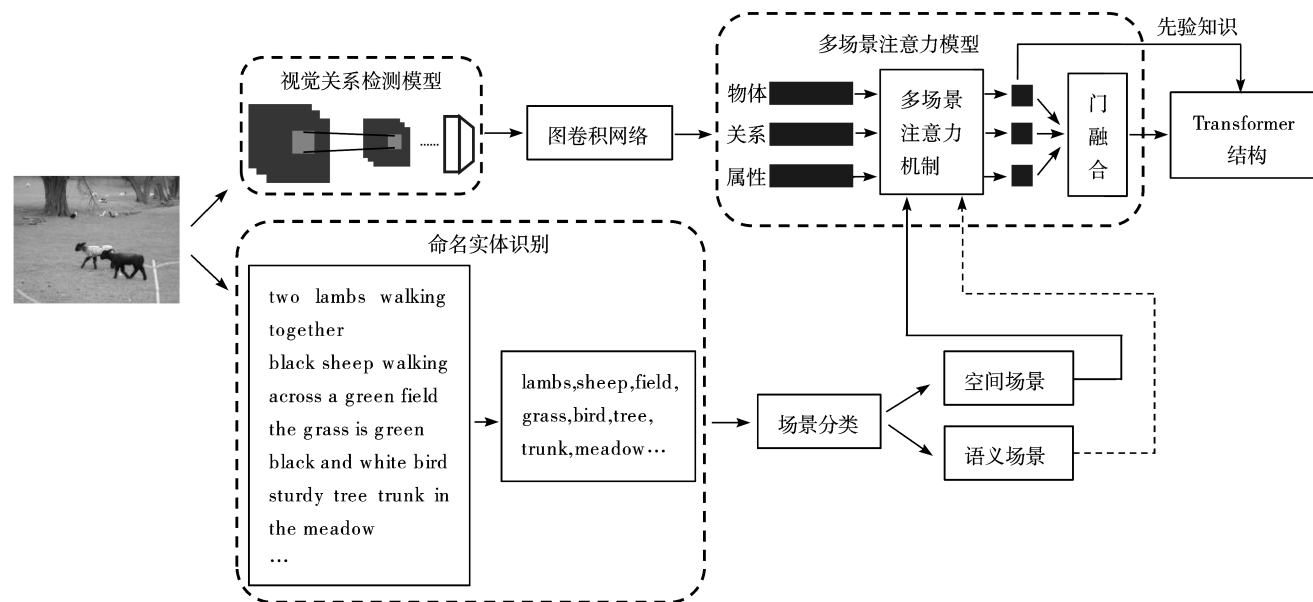 先验知识
多场景注意力模型
视觉关系检测模型
物体
关系
属性
多场景
注意力
机制
门
融
合
图卷积网络
Transformer
结构
......
命名实体识别
two lambs walking
together
black sheep walking
across a green field
the grass is green
black and white bird
sturdy tree trunk in
the meadow
…
lambs,sheep,field,
grass,bird,tree,
trunk,meadow…
场景分类
空间场景
语义场景